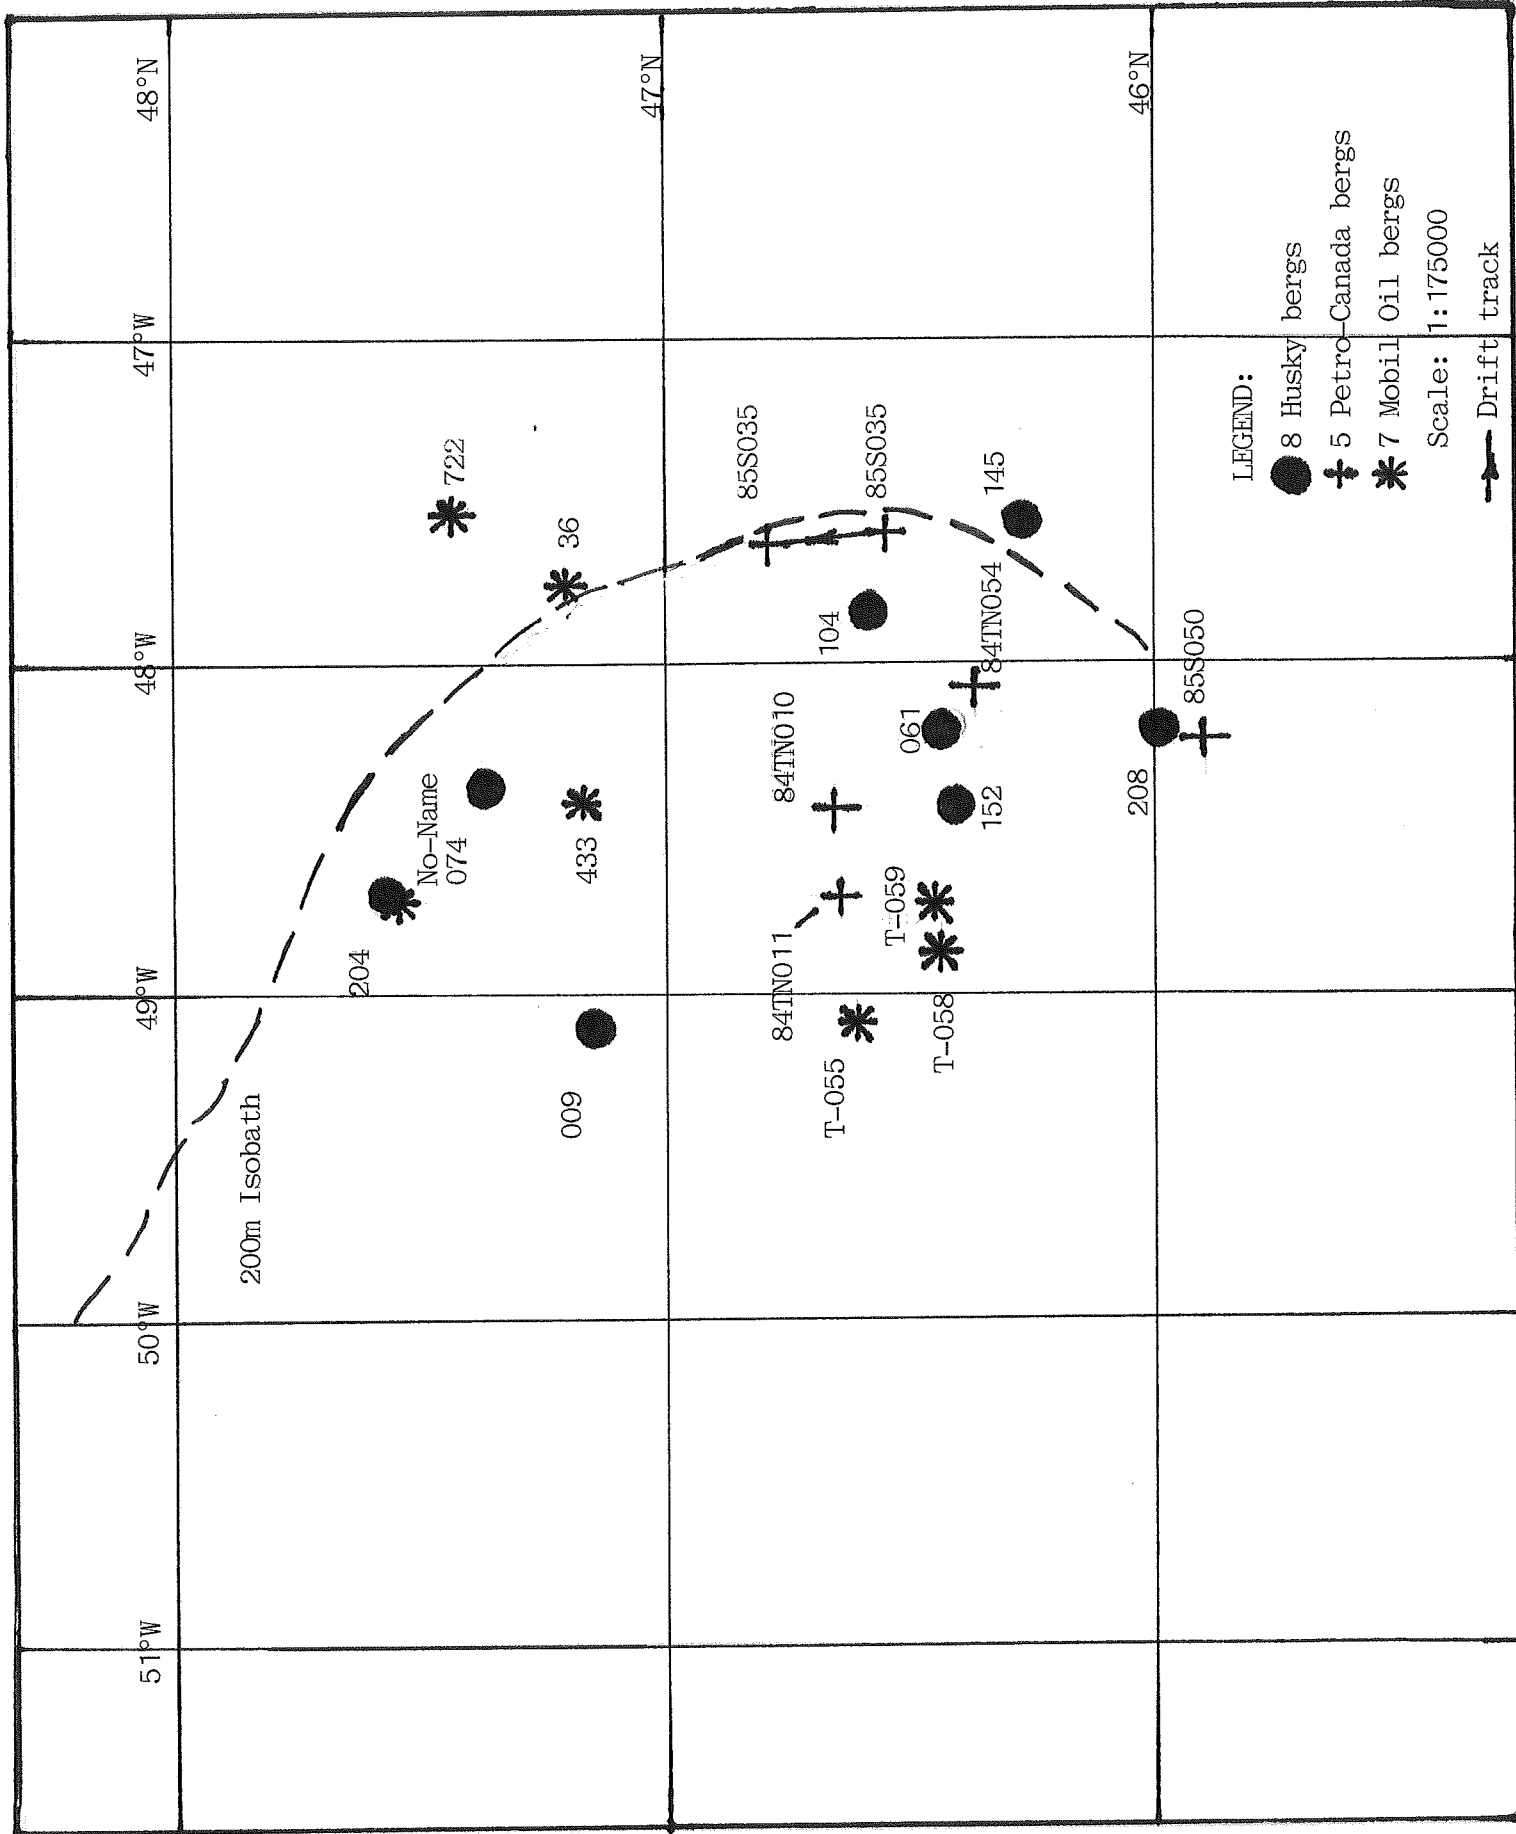 48°N
47°N
46°N
51°W
50°W
49°W
48°W
47°W
200m Isobath
204
No-Name
074
009
433
722
36
85S035
85S035
104
145
84TN010
84TN011
84TN054
061
152
T-059
T-058
T-055
208
85S050
LEGEND:
8 Husky bergs
5 Petro-Canada bergs
7 Mobil Oil bergs
Scale: 1:175000
Drift track